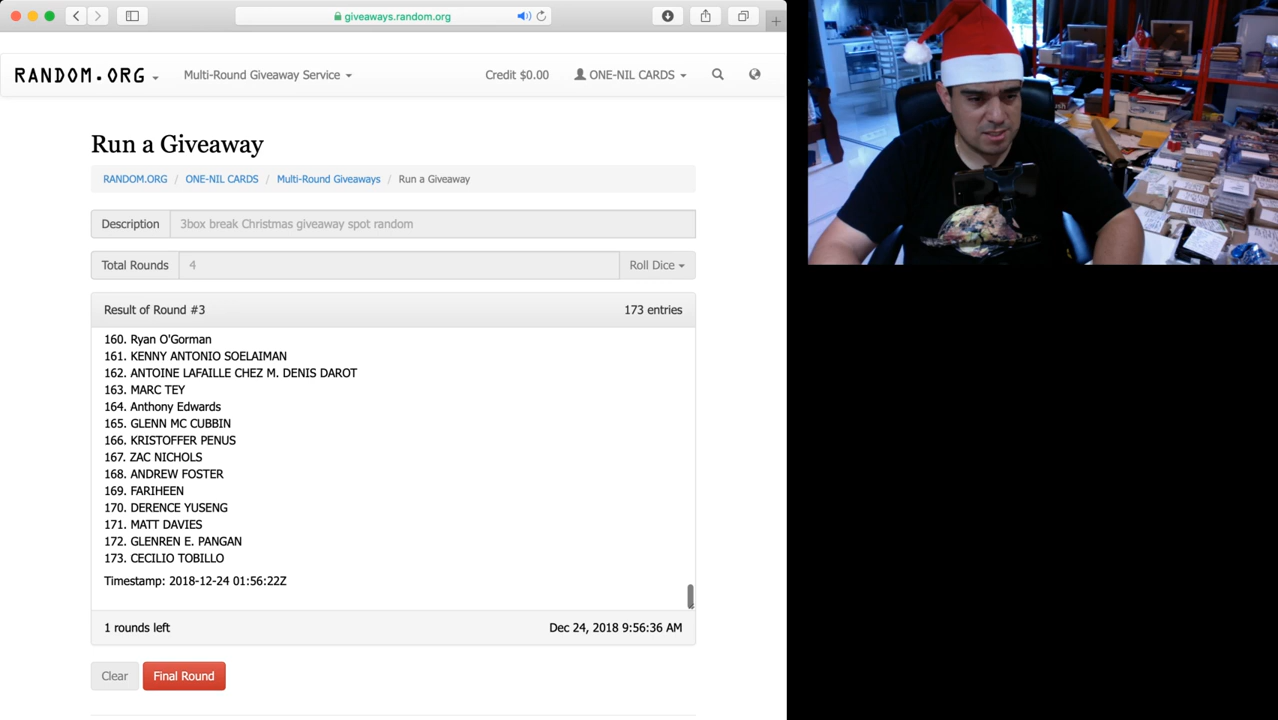 giveaways.random.org
RANDOM.ORG
Multi-Round Giveaway Service
Credit $0.00
ONE-NIL CARDS
Run a Giveaway
RANDOM.ORG / ONE-NIL CARDS / Multi-Round Giveaways / Run a Giveaway
Description 3box break Christmas giveaway spot random
Total Rounds 4 Roll Dice
Result of Round #3 173 entries
160. Ryan O'Gorman
161. KENNY ANTONIO SOELAIMAN
162. ANTOINE LAFAILLE CHEZ M. DENIS DAROT
163. MARC TEY
164. Anthony Edwards
165. GLENN MC CUBBIN
166. KRISTOFFER PENUS
167. ZAC NICHOLS
168. ANDREW FOSTER
169. FARIHEEN
170. DERENCE YUSENG
171. MATT DAVIES
172. GLENREN E. PANGAN
173. CECILIO TOBILLO
Timestamp: 2018-12-24 01:56:22Z
1 rounds left Dec 24, 2018 9:56:36 AM
Clear Final Round